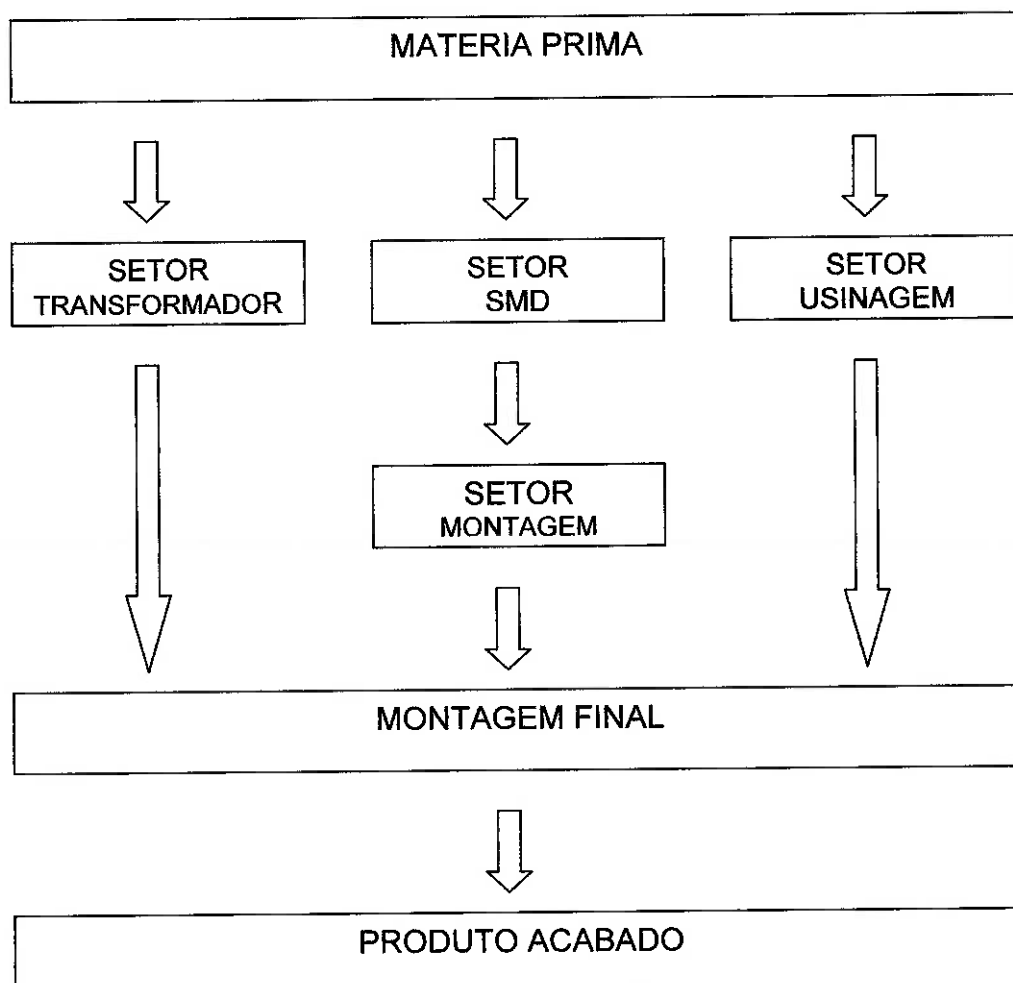 MATERIA PRIMA
SETOR
TRANSFORMADOR
SETOR
SMD
SETOR
USINAGEM
SETOR
MONTAGEM
MONTAGEM FINAL
PRODUTO ACABADO